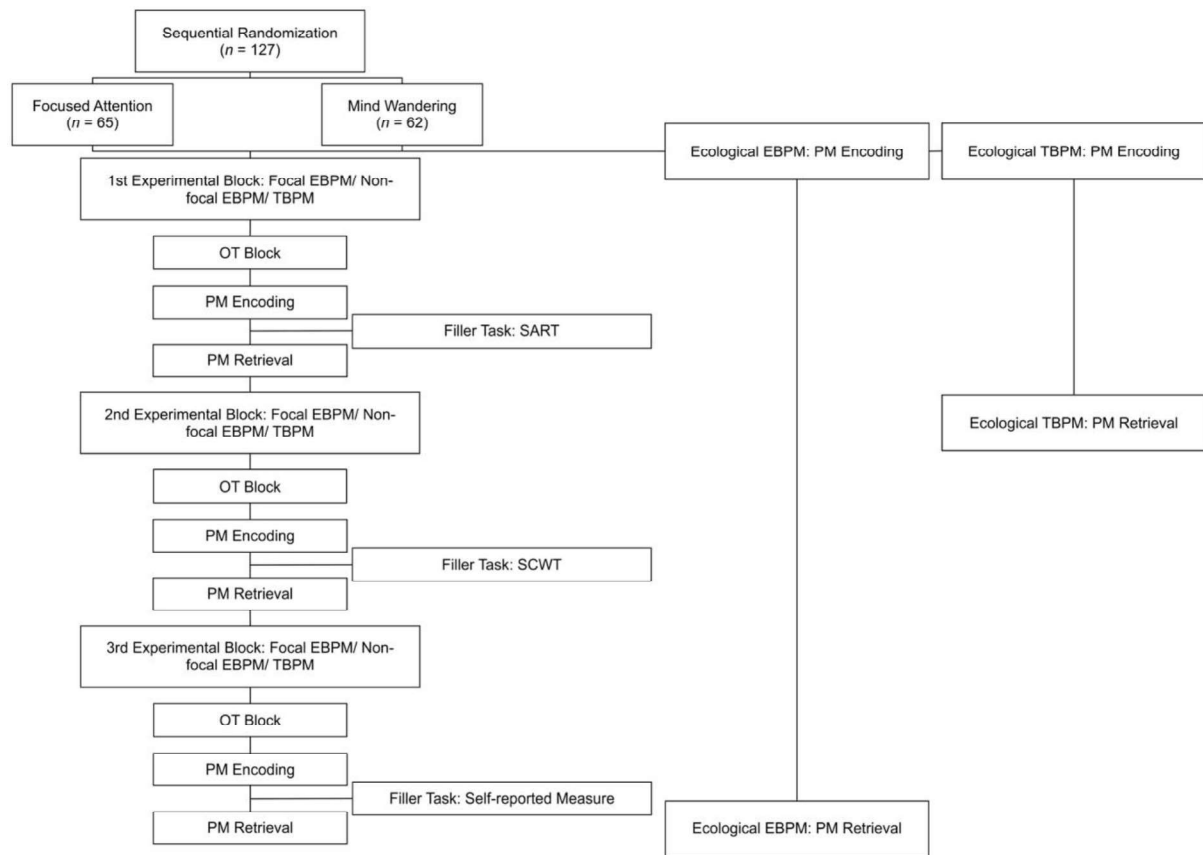 Sequential Randomization
(n = 127)
Focused Attention
(n = 65)
Mind Wandering
(n = 62)
Ecological EBPM: PM Encoding
Ecological TBPM: PM Encoding
1st Experimental Block: Focal EBPM/ Non-
focal EBPM/ TBPM
OT Block
PM Encoding
Filler Task: SART
PM Retrieval
2nd Experimental Block: Focal EBPM/ Non-
focal EBPM/ TBPM
Ecological TBPM: PM Retrieval
OT Block
PM Encoding
Filler Task: SCWT
PM Retrieval
3rd Experimental Block: Focal EBPM/ Non-
focal EBPM/ TBPM
OT Block
PM Encoding
Filler Task: Self-reported Measure
PM Retrieval
Ecological EBPM: PM Retrieval